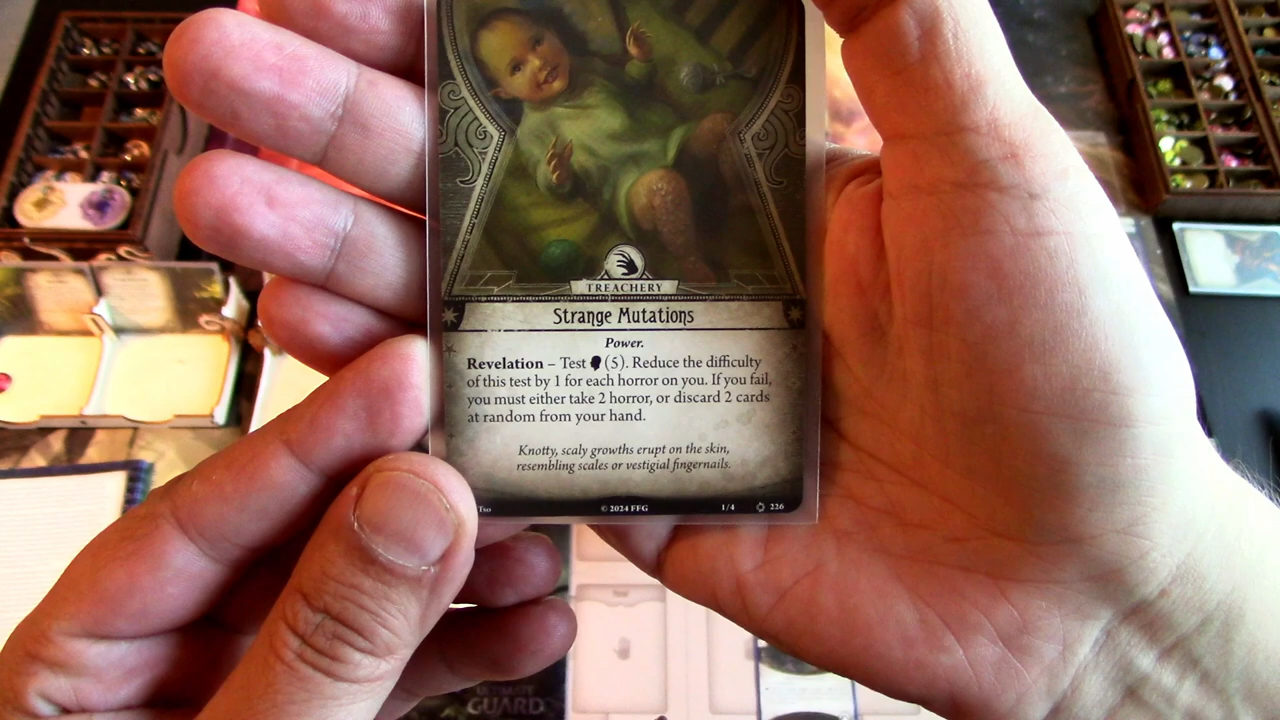 TREACHERY
Strange Mutations
Power.
Revelation – Test (5). Reduce the difficulty
of this test by 1 for each horror on you. If you fail,
you must either take 2 horror, or discard 2 cards
at random from your hand.
Knotty, scaly growths erupt on the skin,
resembling scales or vestigial fingernails.
Tso © 2024 FFG 1/4 226
ULTIMATE
GUARD